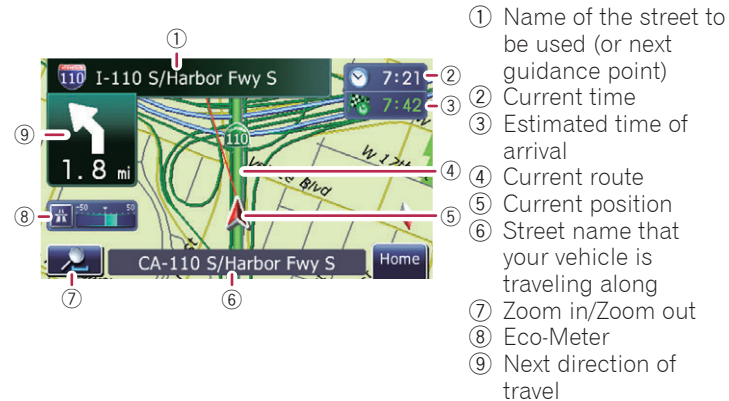 ①
110 I-110 S/Harbor Fwy S
7:21 ②
7:42 ③
⑨
1.8 mi
110
W 12th
Blvd
④
⑧ -50 50
⑤
CA-110 S/Harbor Fwy S
Home
⑦
⑥
① Name of the street to
be used (or next
guidance point)
② Current time
③ Estimated time of
arrival
④ Current route
⑤ Current position
⑥ Street name that
your vehicle is
traveling along
⑦ Zoom in/Zoom out
⑧ Eco-Meter
⑨ Next direction of
travel